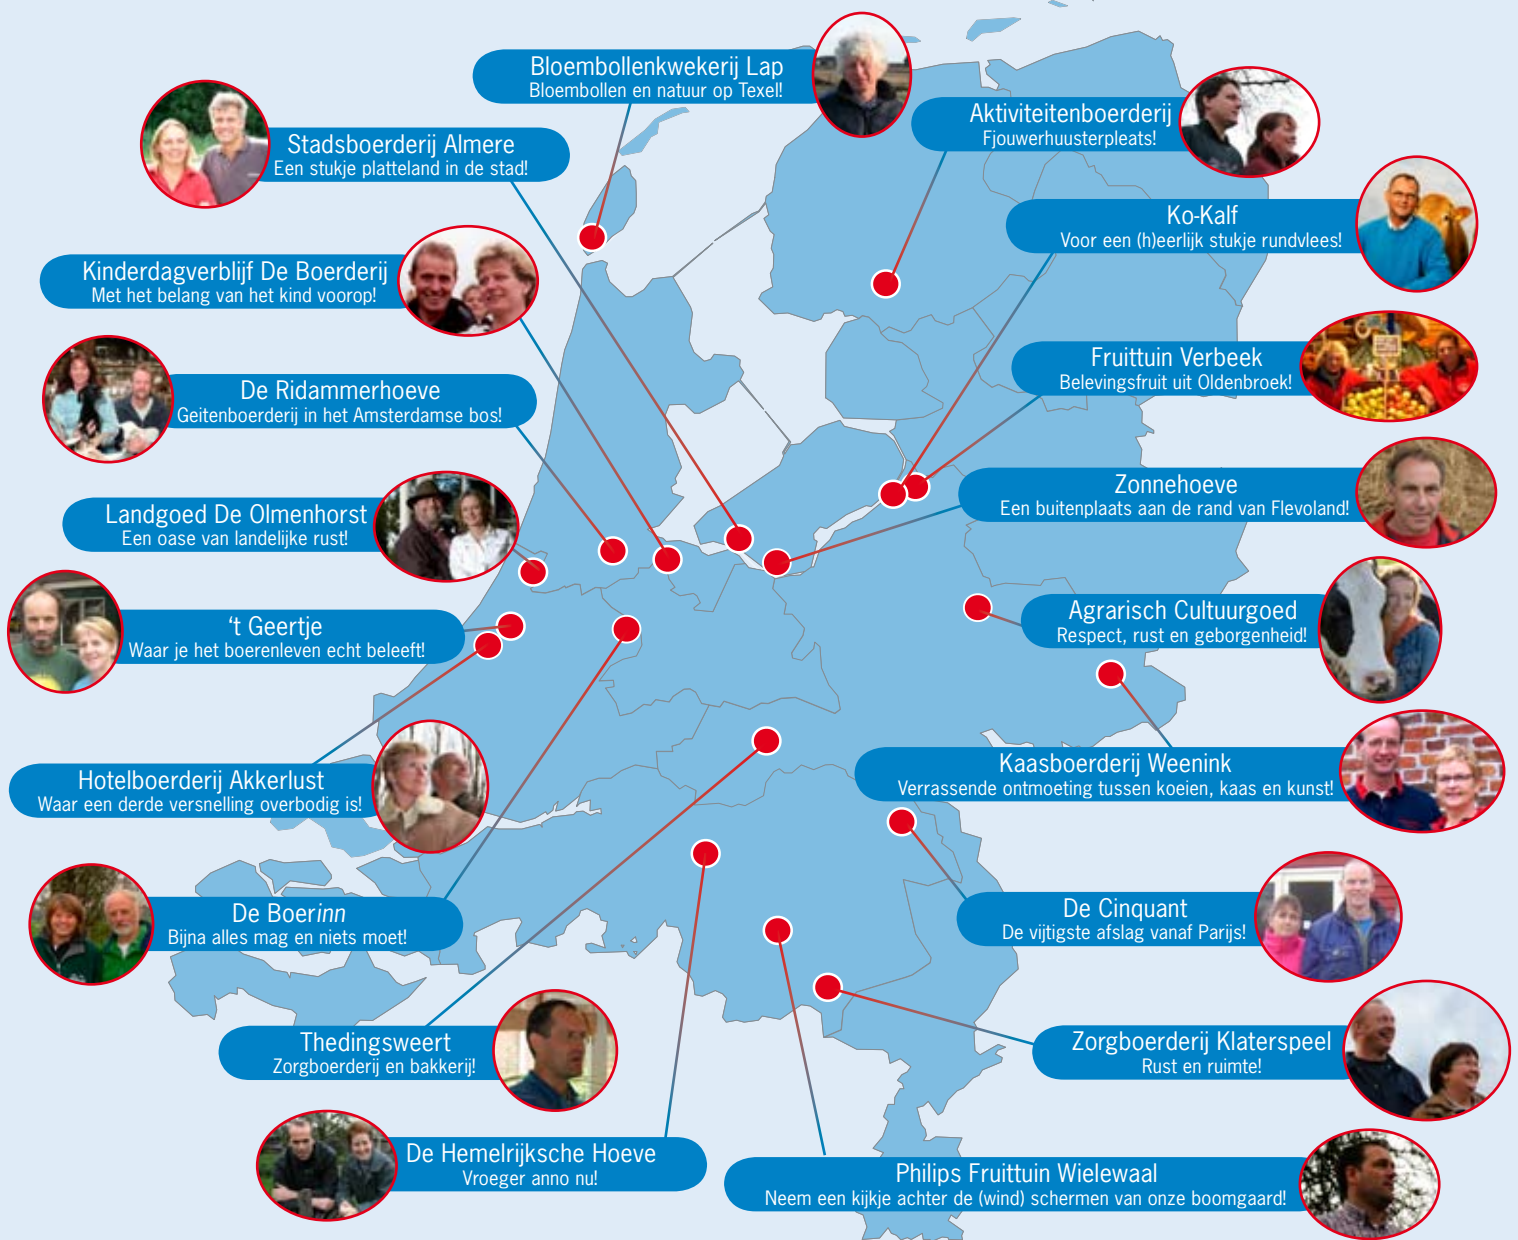 Bloembollenkwekerij Lap
Bloembollen en natuur op Texel!
Aktiviteitenboerderij
Fjouwerhuusterpleats!
Stadsboerderij Almere
Een stukje platteland in de stad!
Ko-Kalf
Voor een (h)eerlijk stukje rundvlees!
Kinderdagverblijf De Boerderij
Met het belang van het kind voorop!
Fruittuin Verbeek
Belevingsfruit uit Oldenbroek!
De Ridammerhoeve
Geitenboerderij in het Amsterdamse bos!
Zonnehoeve
Een buitenplaats aan de rand van Flevoland!
Landgoed De Olmenhorst
Een oase van landelijke rust!
Agrarisch Cultuurgoed
Respect, rust en geborgenheid!
‘t Geertje
Waar je het boerenleven echt beleeft!
Kaasboerderij Weenink
Verrassende ontmoeting tussen koeien, kaas en kunst!
Hotelboerderij Akkerlust
Waar een derde versnelling overbodig is!
De Boerinn
Bijna alles mag en niets moet!
De Cinquant
De vijtigste afslag vanaf Parijs!
Thedingsweert
Zorgboerderij en bakkerij!
Zorgboerderij Klaterspeel
Rust en ruimte!
De Hemelrijksche Hoeve
Vroeger anno nu!
Philips Fruittuin Wielewaal
Neem een kijkje achter de (wind) schermen van onze boomgaard!